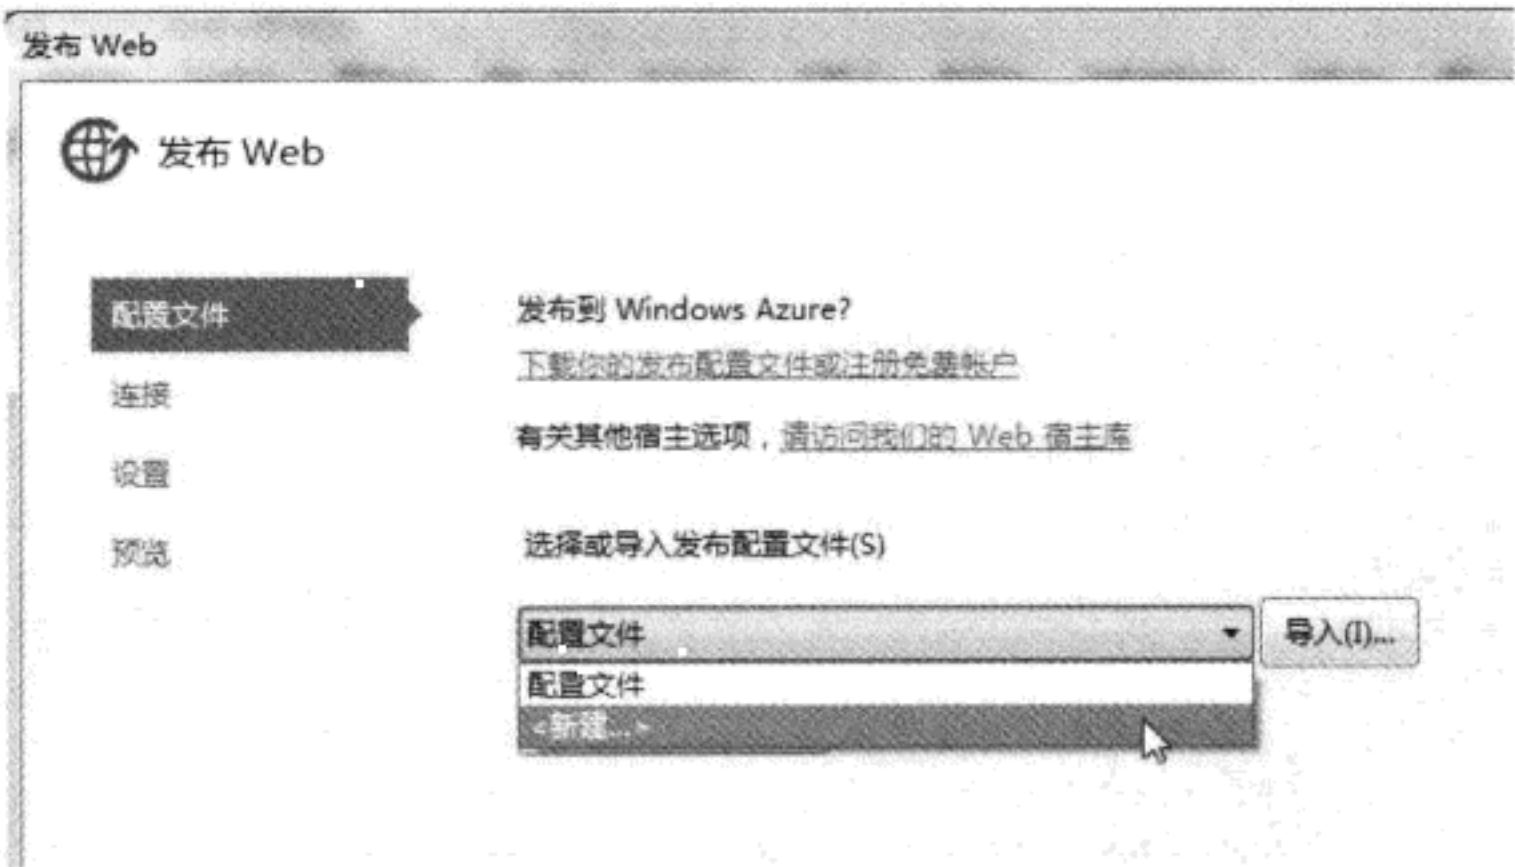 发布 Web
发布 Web
配置文件
连接
设置
预览
发布到 Windows Azure?
下载你的发布配置文件或注册免费帐户
有关其他宿主选项，请访问我们的 Web 宿主库
选择或导入发布配置文件(S)
配置文件
导入(I)...
配置文件
<新建...>